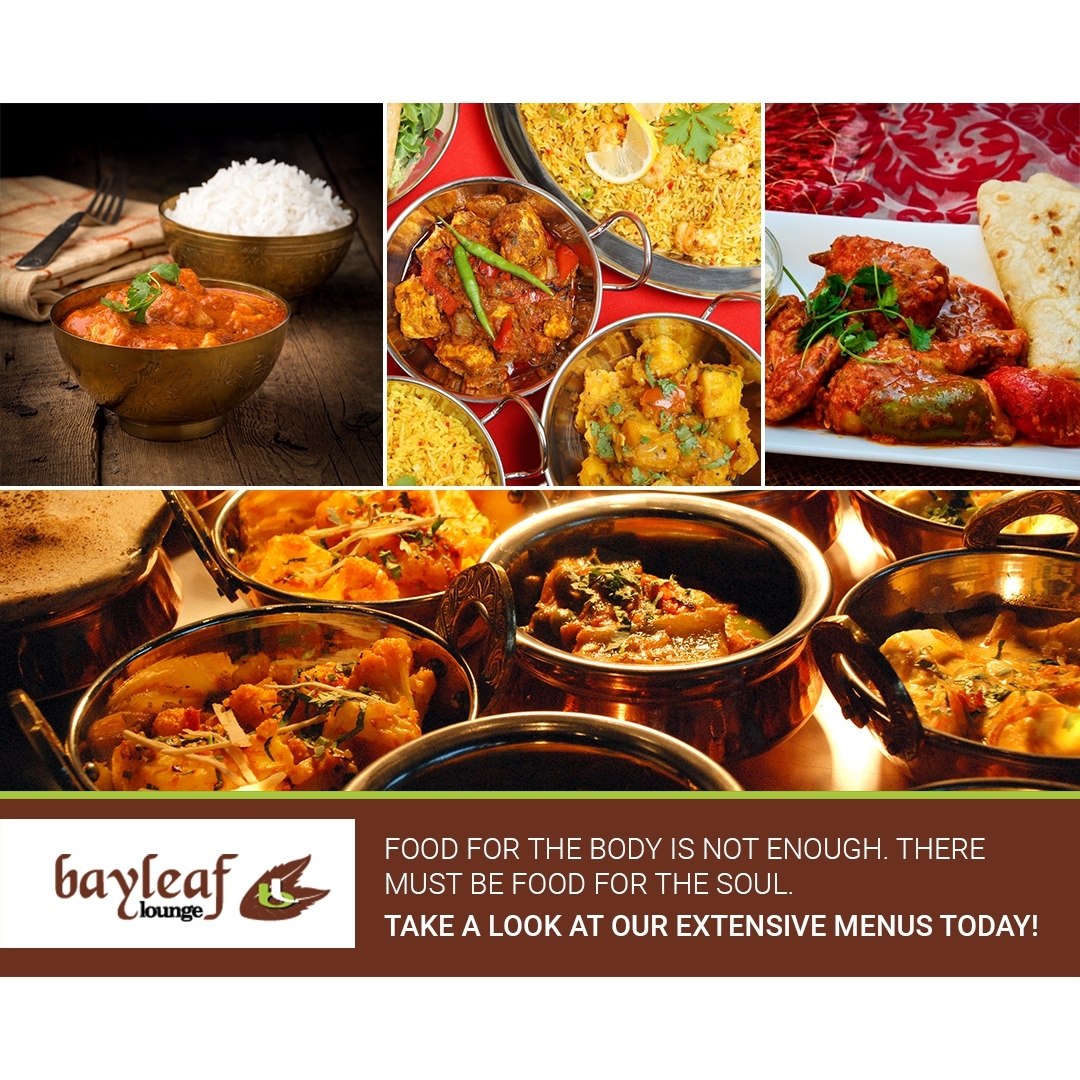 bayleaf
lounge
FOOD FOR THE BODY IS NOT ENOUGH. THERE
MUST BE FOOD FOR THE SOUL.
TAKE A LOOK AT OUR EXTENSIVE MENUS TODAY!